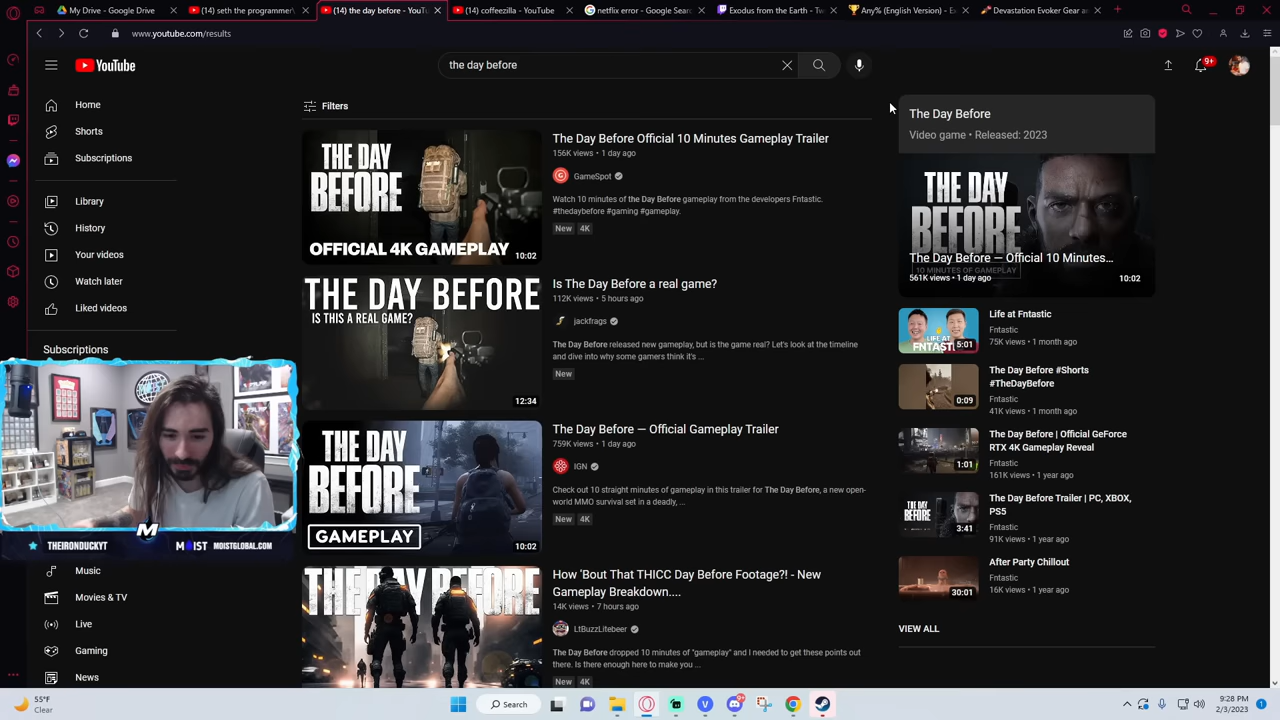 My Drive - Google Drive
(14) seth the programmer
(14) the day before - YouT
(14) coffeezilla - YouTube
netflix error - Google Sear
Exodus from the Earth - Tw
Any% (English Version) - E
Devastation Evoker Gear an
www.youtube.com/results
YouTube
the day before
9+
Home
Shorts
Subscriptions
Library
History
Your videos
Watch later
Liked videos
Subscriptions
Music
Movies & TV
Live
Gaming
News
Filters
THE DAY
BEFORE
OFFICIAL 4K GAMEPLAY
10:02
The Day Before Official 10 Minutes Gameplay Trailer
156K views • 1 day ago
GameSpot
Watch 10 minutes of the Day Before gameplay from the developers Fntastic.
#thedaybefore #gaming #gameplay.
New 4K
THE DAY BEFORE
IS THIS A REAL GAME?
12:34
Is The Day Before a real game?
112K views • 5 hours ago
jackfrags
The Day Before released new gameplay, but is the game real? Let's look at the timeline
and dive into why some gamers think it's ...
New
THE DAY
BEFORE
GAMEPLAY
10:02
The Day Before — Official Gameplay Trailer
759K views • 1 day ago
IGN
Check out 10 straight minutes of gameplay in this trailer for The Day Before, a new open-
world MMO survival set in a deadly, ...
New 4K
THE DAY BEFORE
How 'Bout That THICC Day Before Footage?! - New
Gameplay Breakdown....
14K views • 7 hours ago
LtBuzzLitebeer
The Day Before dropped 10 minutes of "gameplay" and I needed to get these points out
there. Is there enough here to make you ...
New 4K
The Day Before
Video game • Released: 2023
THE DAY
BEFORE
The Day Before — Official 10 Minutes...
10 MINUTES OF GAMEPLAY
561K views • 1 day ago
10:02
LIFE AT
FNTASTIC
5:01
Life at Fntastic
Fntastic
75K views • 1 month ago
0:09
The Day Before #Shorts
#TheDayBefore
Fntastic
41K views • 1 month ago
1:01
The Day Before | Official GeForce
RTX 4K Gameplay Reveal
Fntastic
161K views • 1 year ago
THE DAY
BEFORE
3:41
The Day Before Trailer | PC, XBOX,
PS5
Fntastic
91K views • 1 year ago
30:01
After Party Chillout
Fntastic
16K views • 1 year ago
VIEW ALL
M
THEIRONDUCKYT
MOIST MOISTGLOBAL.COM
55°F
Clear
Search
9+
9:28 PM
2/3/2023
1